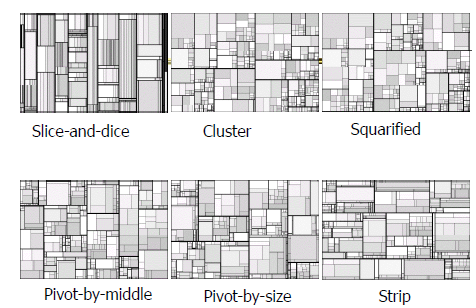 Slice-and-dice
Cluster
Squarified
Pivot-by-middle
Pivot-by-size
Strip